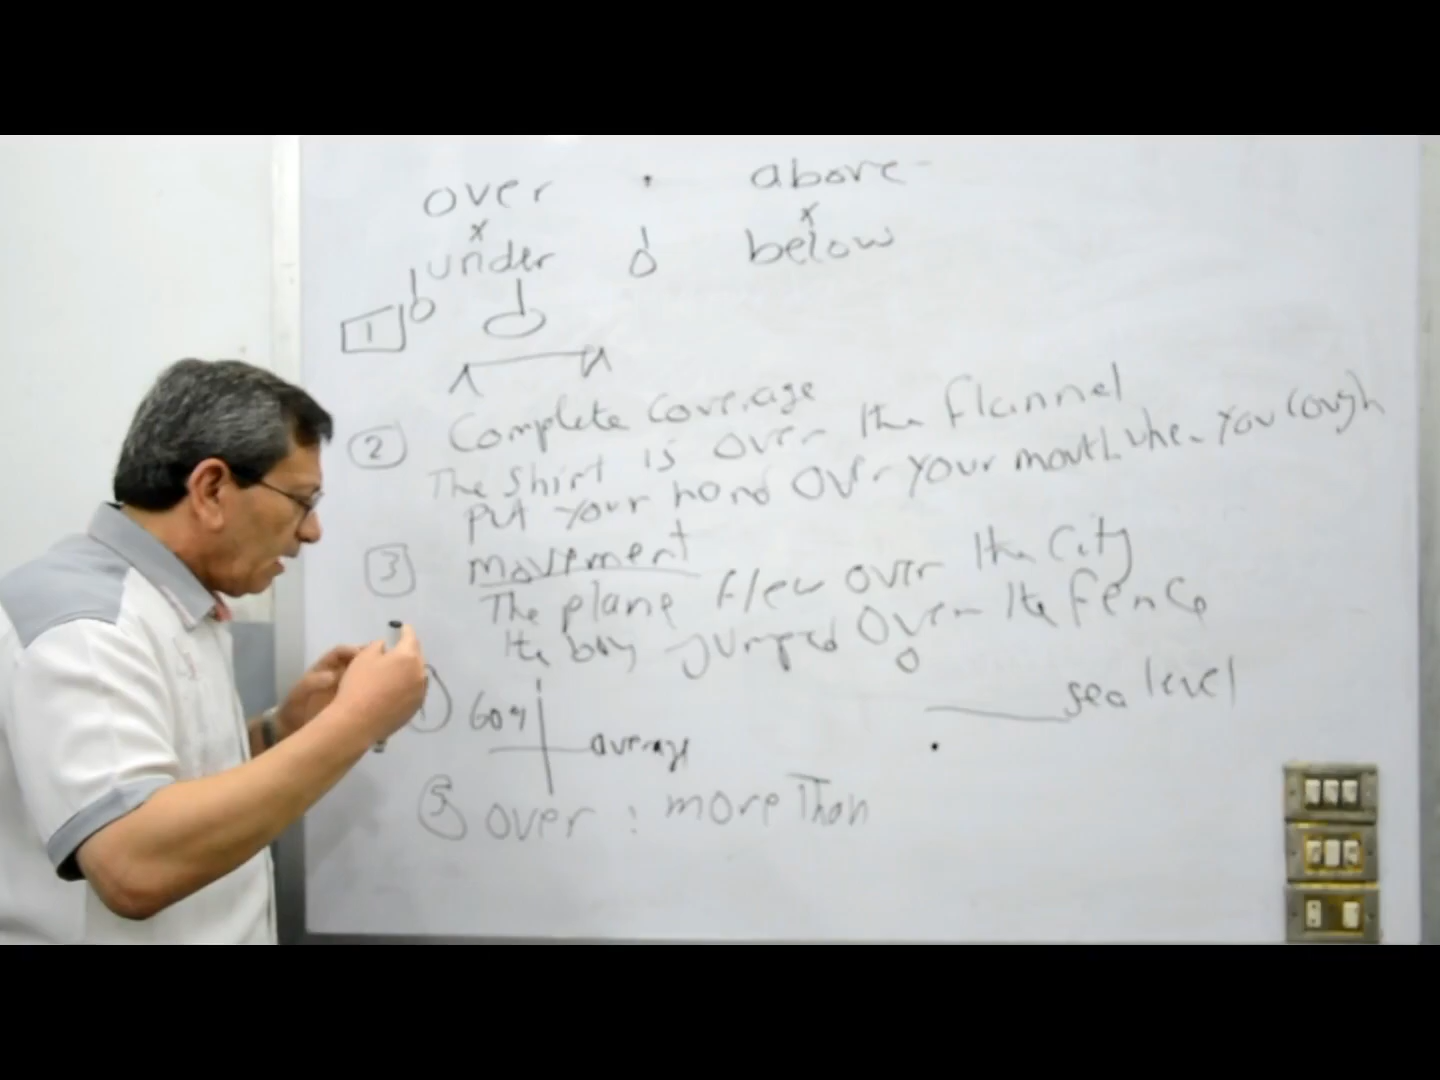 over above
x x
under below
1
2 Complete Coverage
The shirt is over the flannel
put your hand over your mouth when you cough
3 movement
The plane flew over the city
the boy jumped over the fence
60% sea level
average
5 over : more Than